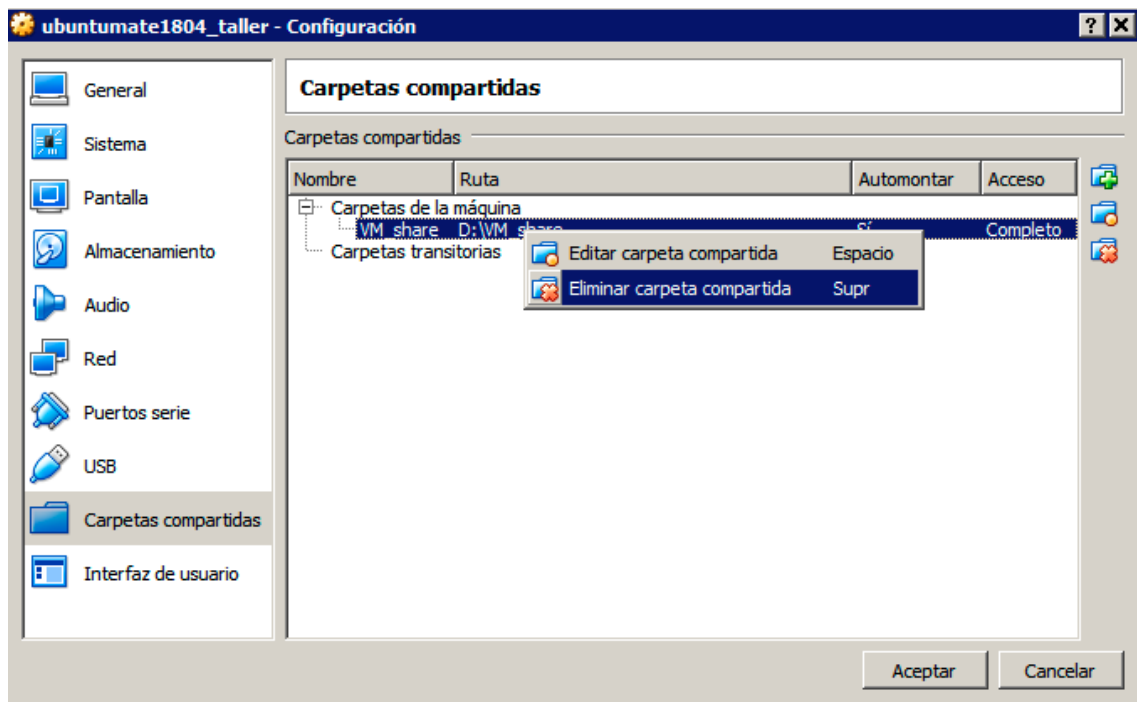 ubuntumate1804_taller - Configuración
General
Sistema
Pantalla
Almacenamiento
Audio
Red
Puertos serie
USB
Carpetas compartidas
Interfaz de usuario
Carpetas compartidas
Carpetas compartidas
Nombre Ruta Automontar Acceso
Carpetas de la máquina
VM_share D:\VM_share Sí Completo
Carpetas transitorias
Editar carpeta compartida Espacio
Eliminar carpeta compartida Supr
Aceptar Cancelar